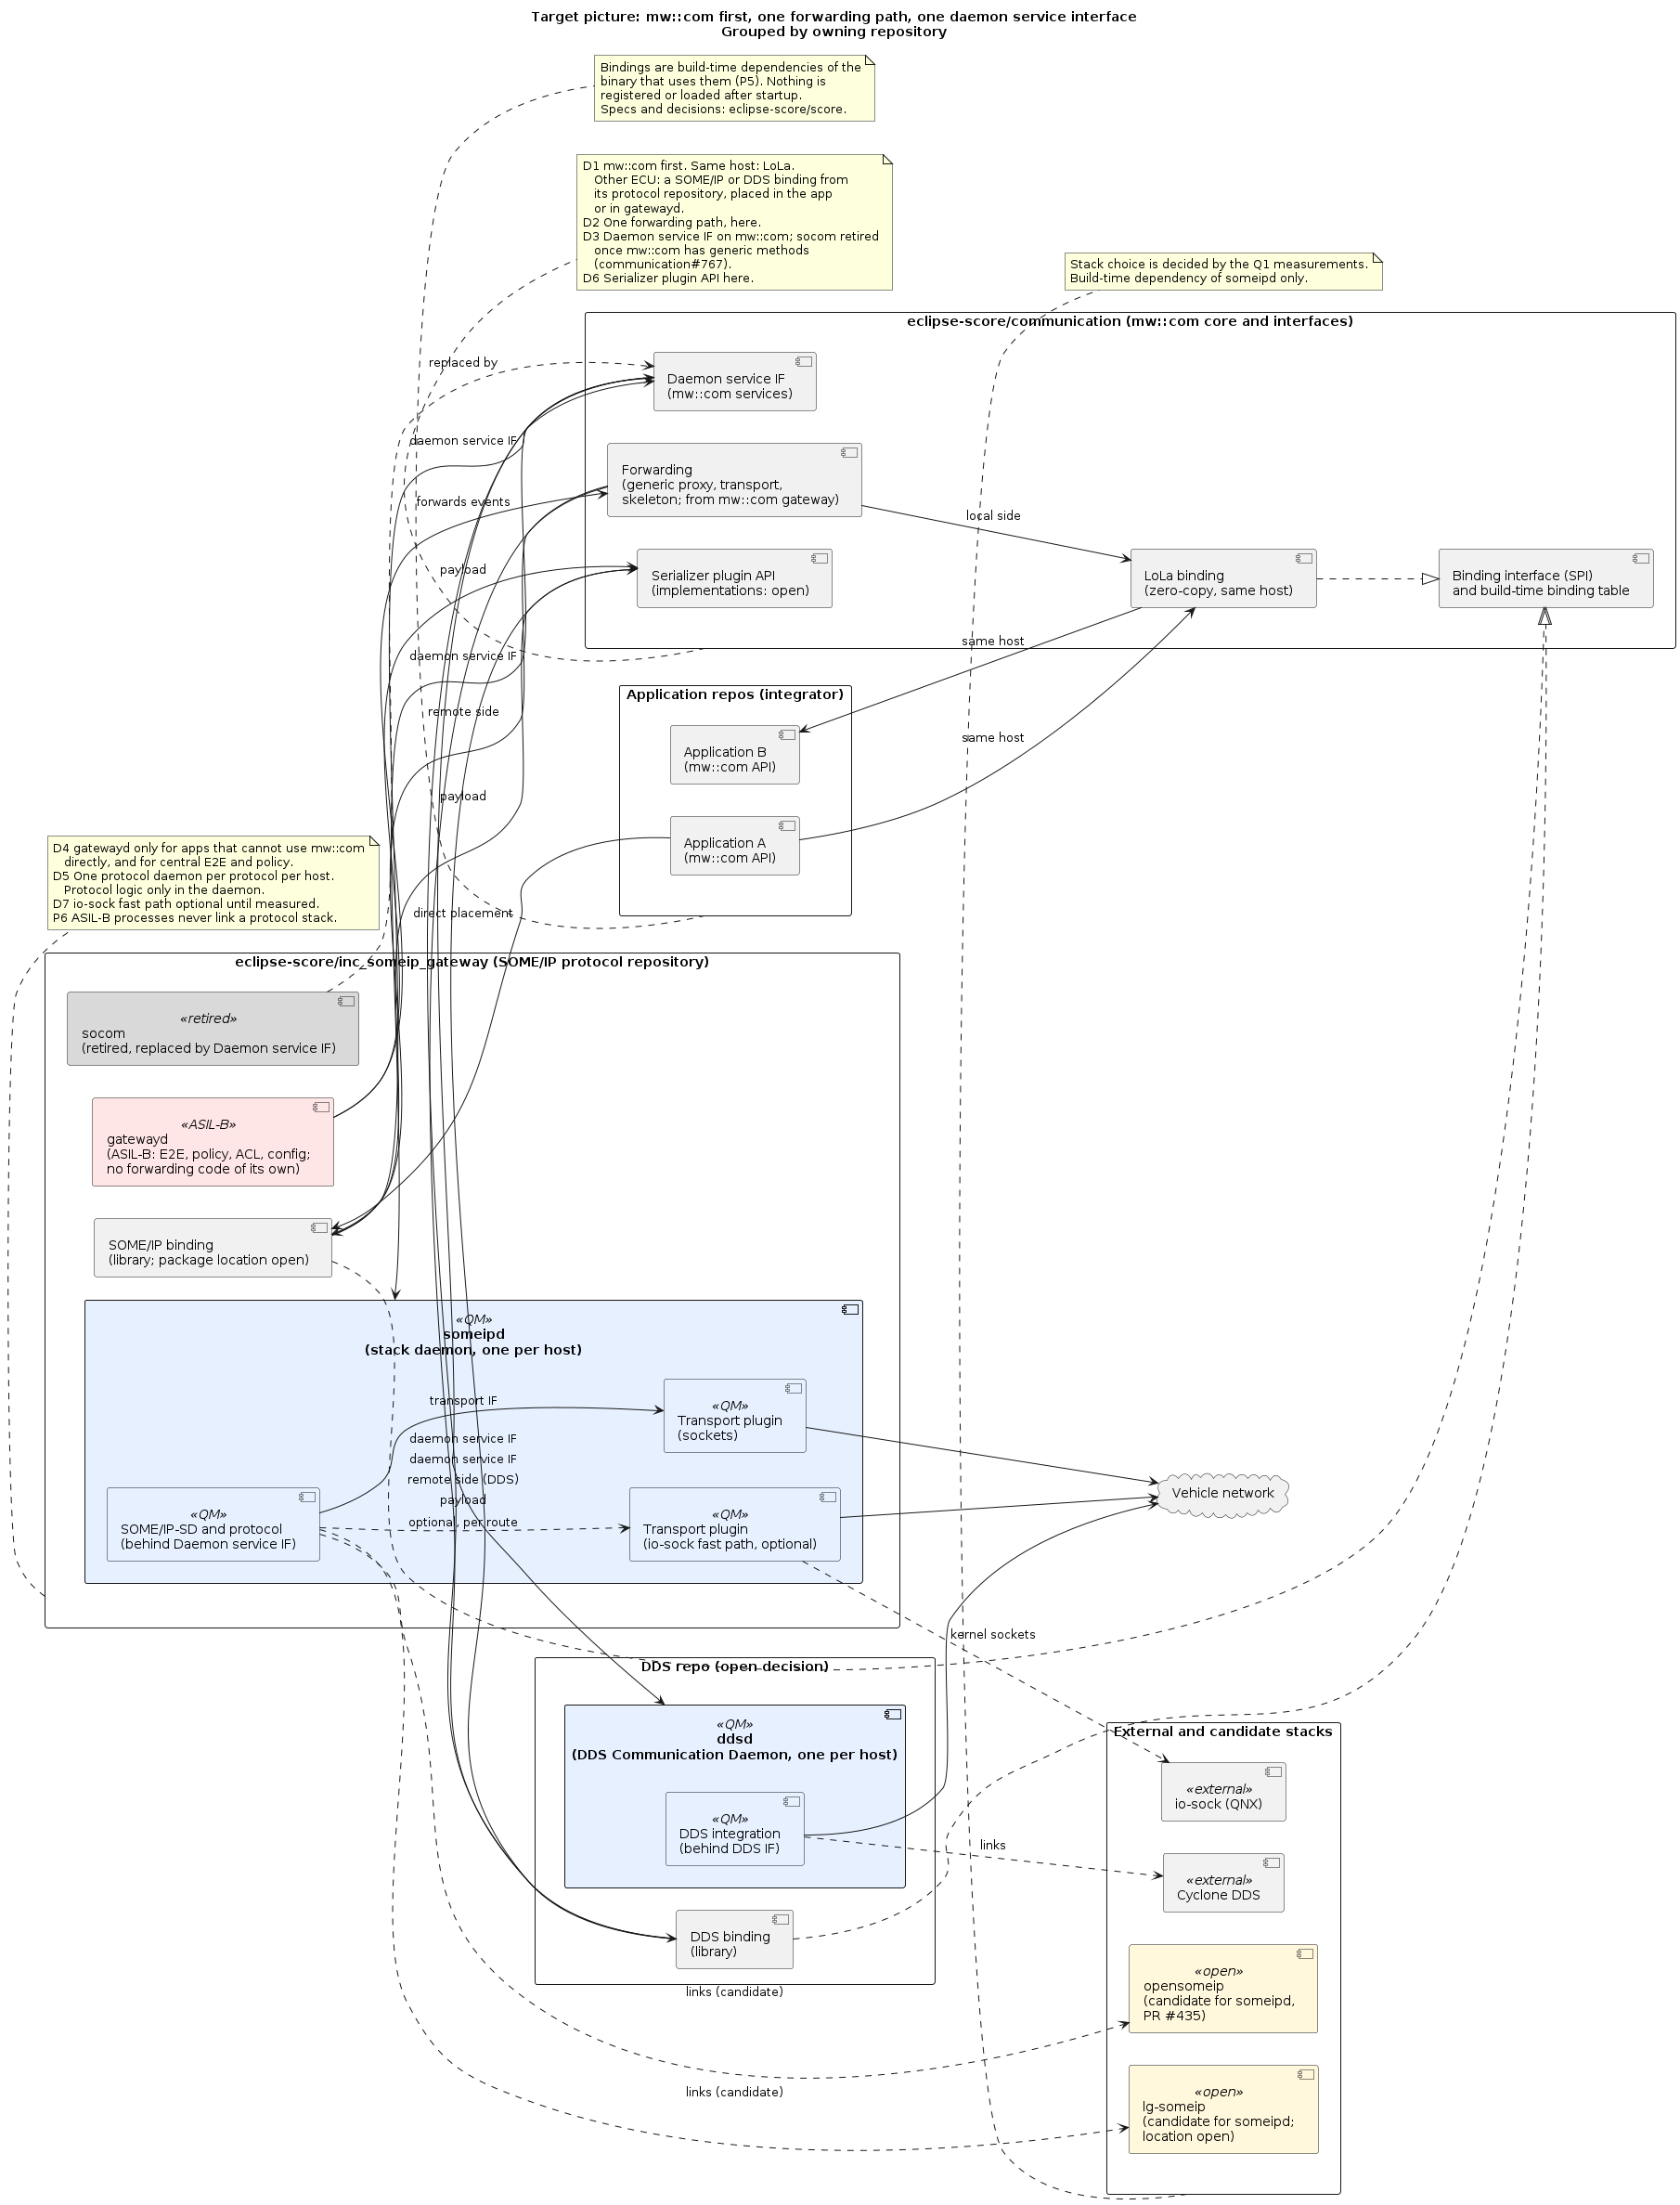 Target picture: mw::com first, one forwarding path, one daemon service interface
Grouped by owning repository
Bindings are build-time dependencies of the
binary that uses them (P5). Nothing is
registered or loaded after startup.
Specs and decisions: eclipse-score/score.
D1 mw::com first. Same host: LoLa.
Other ECU: a SOME/IP or DDS binding from
its protocol repository, placed in the app
or in gatewayd.
D2 One forwarding path, here.
D3 Daemon service IF on mw::com; socom retired
once mw::com has generic methods
(communication#767).
D6 Serializer plugin API here.
Stack choice is decided by the Q1 measurements.
Build-time dependency of someipd only.
eclipse-score/communication (mw::com core and interfaces)
replaced by
Daemon service IF
(mw::com services)
daemon service IF
Forwarding
(generic proxy, transport,
skeleton; from mw::com gateway)
forwards events
local side
payload
Serializer plugin API
(implementations: open)
LoLa binding
(zero-copy, same host)
Binding interface (SPI)
and build-time binding table
same host
daemon service IF
Application repos (integrator)
remote side
Application B
(mw::com API)
same host
payload
Application A
(mw::com API)
D4 gatewayd only for apps that cannot use mw::com
directly, and for central E2E and policy.
D5 One protocol daemon per protocol per host.
Protocol logic only in the daemon.
D7 io-sock fast path optional until measured.
P6 ASIL-B processes never link a protocol stack.
direct placement
eclipse-score/inc_someip_gateway (SOME/IP protocol repository)
«retired»
socom
(retired, replaced by Daemon service IF)
«ASIL-B»
gatewayd
(ASIL-B: E2E, policy, ACL, config;
no forwarding code of its own)
SOME/IP binding
(library; package location open)
«QM»
someipd
(stack daemon, one per host)
transport IF
«QM»
Transport plugin
(sockets)
daemon service IF
daemon service IF
remote side (DDS)
payload
optional, per route
«QM»
SOME/IP-SD and protocol
(behind Daemon service IF)
«QM»
Transport plugin
(io-sock fast path, optional)
Vehicle network
kernel sockets
DDS repo (open decision)
«QM»
ddsd
(DDS Communication Daemon, one per host)
«QM»
DDS integration
(behind DDS IF)
links
DDS binding
(library)
External and candidate stacks
«external»
io-sock (QNX)
«external»
Cyclone DDS
links (candidate)
«open»
opensomeip
(candidate for someipd,
PR #435)
links (candidate)
«open»
lg-someip
(candidate for someipd;
location open)